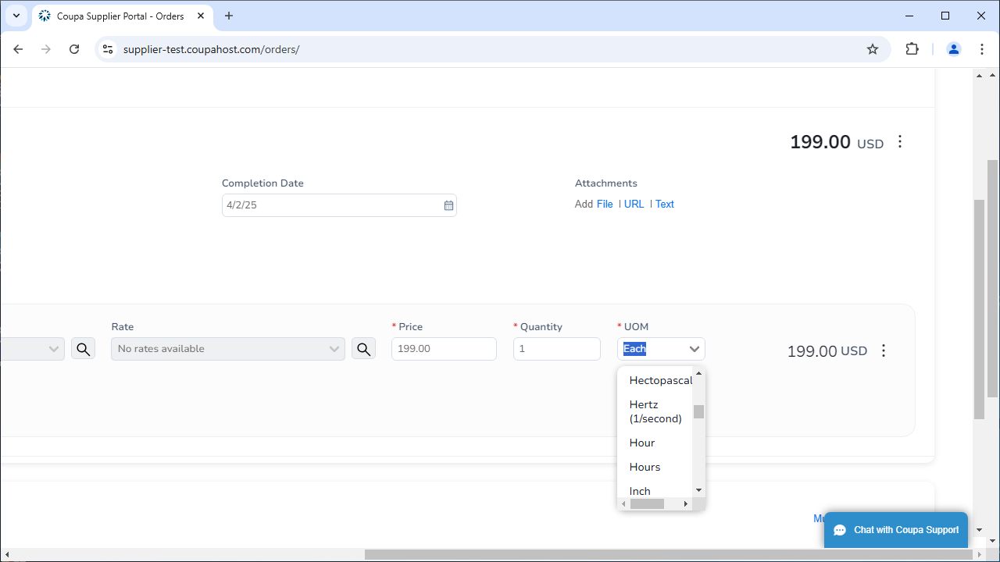 Coupa Supplier Portal - Orders
supplier-test.coupahost.com/orders/
199.00 USD
Completion Date
4/2/25
Attachments
Add File | URL | Text
Rate
No rates available
* Price
199.00
* Quantity
1
* UOM
Each
199.00 USD
Hectopascal
Hertz
(1/second)
Hour
Hours
Inch
Chat with Coupa Support